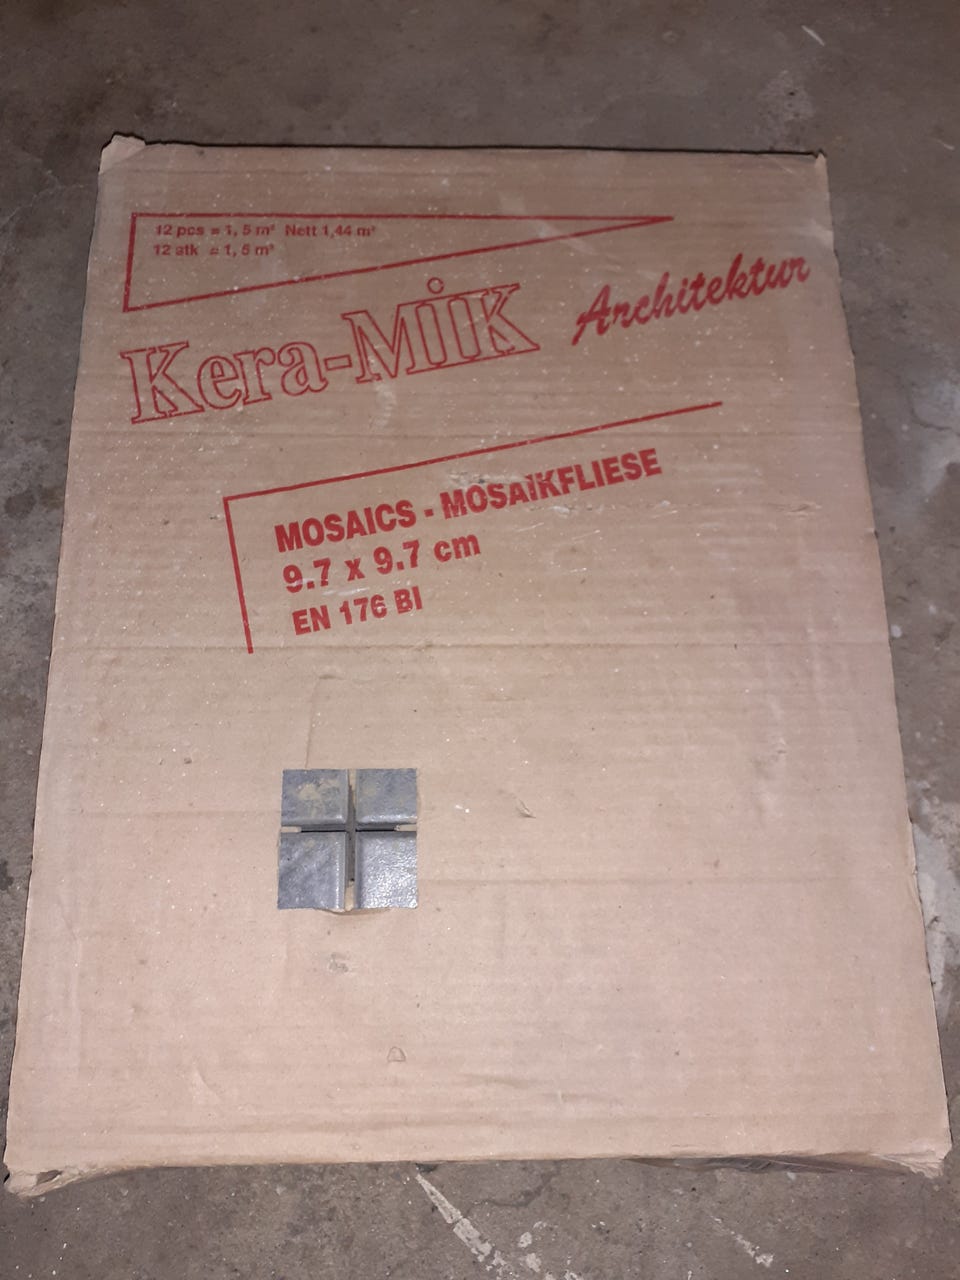 12 pcs = 1, 5 m² Nett 1,44 m²
12 stk = 1, 5 m²
Kera-MİK Architektur
MOSAICS - MOSAIKFLIESE
9.7 x 9.7 cm
EN 176 BI